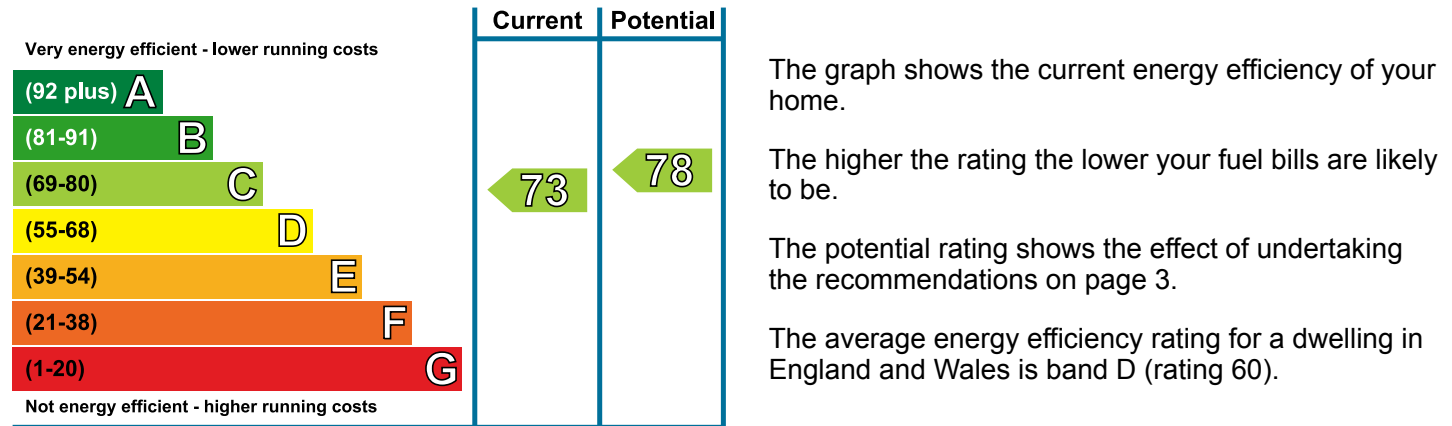 Current Potential
Very energy efficient - lower running costs
(92 plus) A
(81-91) B
(69-80) C
(55-68) D
(39-54) E
(21-38) F
(1-20) G
Not energy efficient - higher running costs
73
78
The graph shows the current energy efficiency of your
home.
The higher the rating the lower your fuel bills are likely
to be.
The potential rating shows the effect of undertaking
the recommendations on page 3.
The average energy efficiency rating for a dwelling in
England and Wales is band D (rating 60).